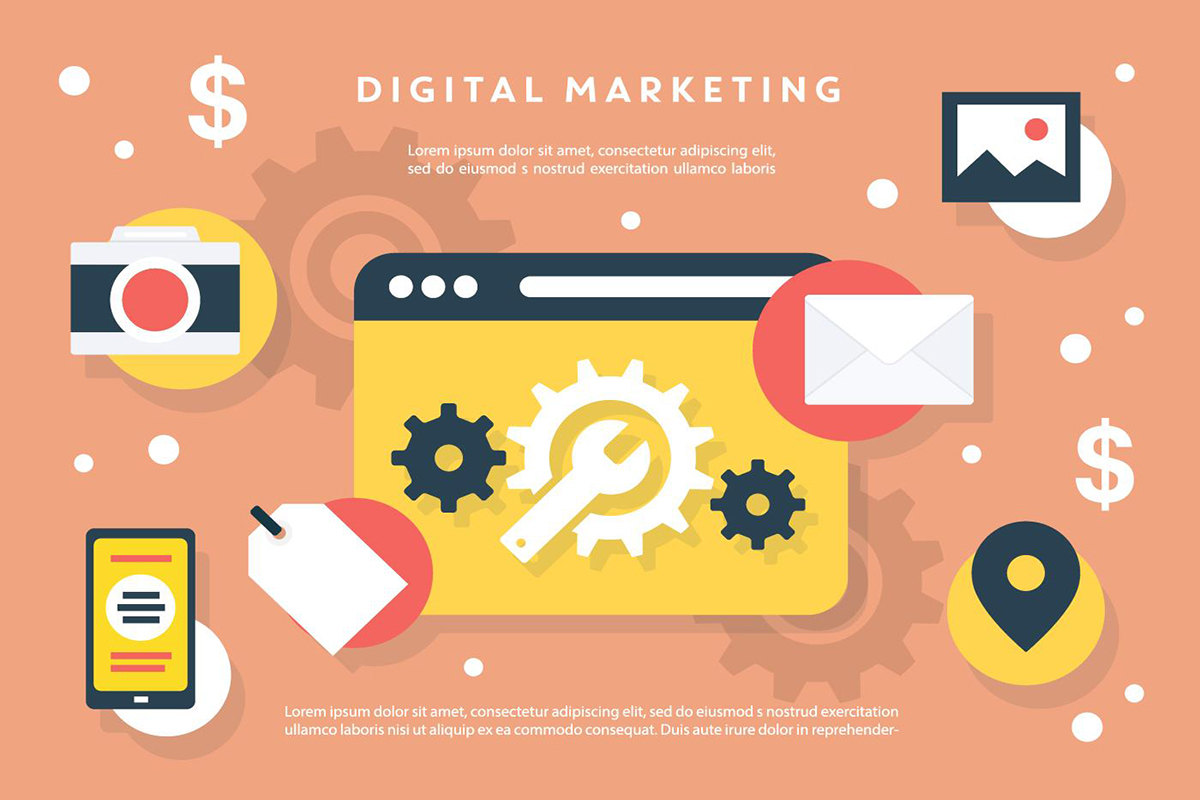 $
DIGITAL MARKETING
Lorem ipsum dolor sit amet, consectetur adipiscing elit,
sed do eiusmod s nostrud exercitation ullamco laboris
$
Lorem ipsum dolor sit amet, consectetur adipiscing elit, sed do eiusmod s nostrud exercitation
ullamco laboris nisi ut aliquip ex ea commodo consequat. Duis aute irure dolor in reprehender-